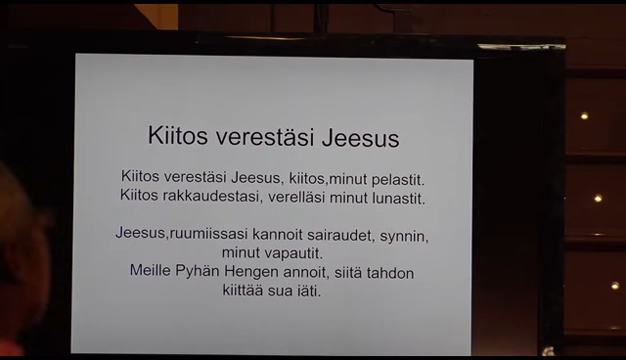 Kiitos verestäsi Jeesus
Kiitos verestäsi Jeesus, kiitos,minut pelastit.
Kiitos rakkaudestasi, verelläsi minut lunastit.
Jeesus,ruumiissasi kannoit sairaudet, synnin,
minut vapautit.
Meille Pyhän Hengen annoit, siitä tahdon
kiittää sua iäti.